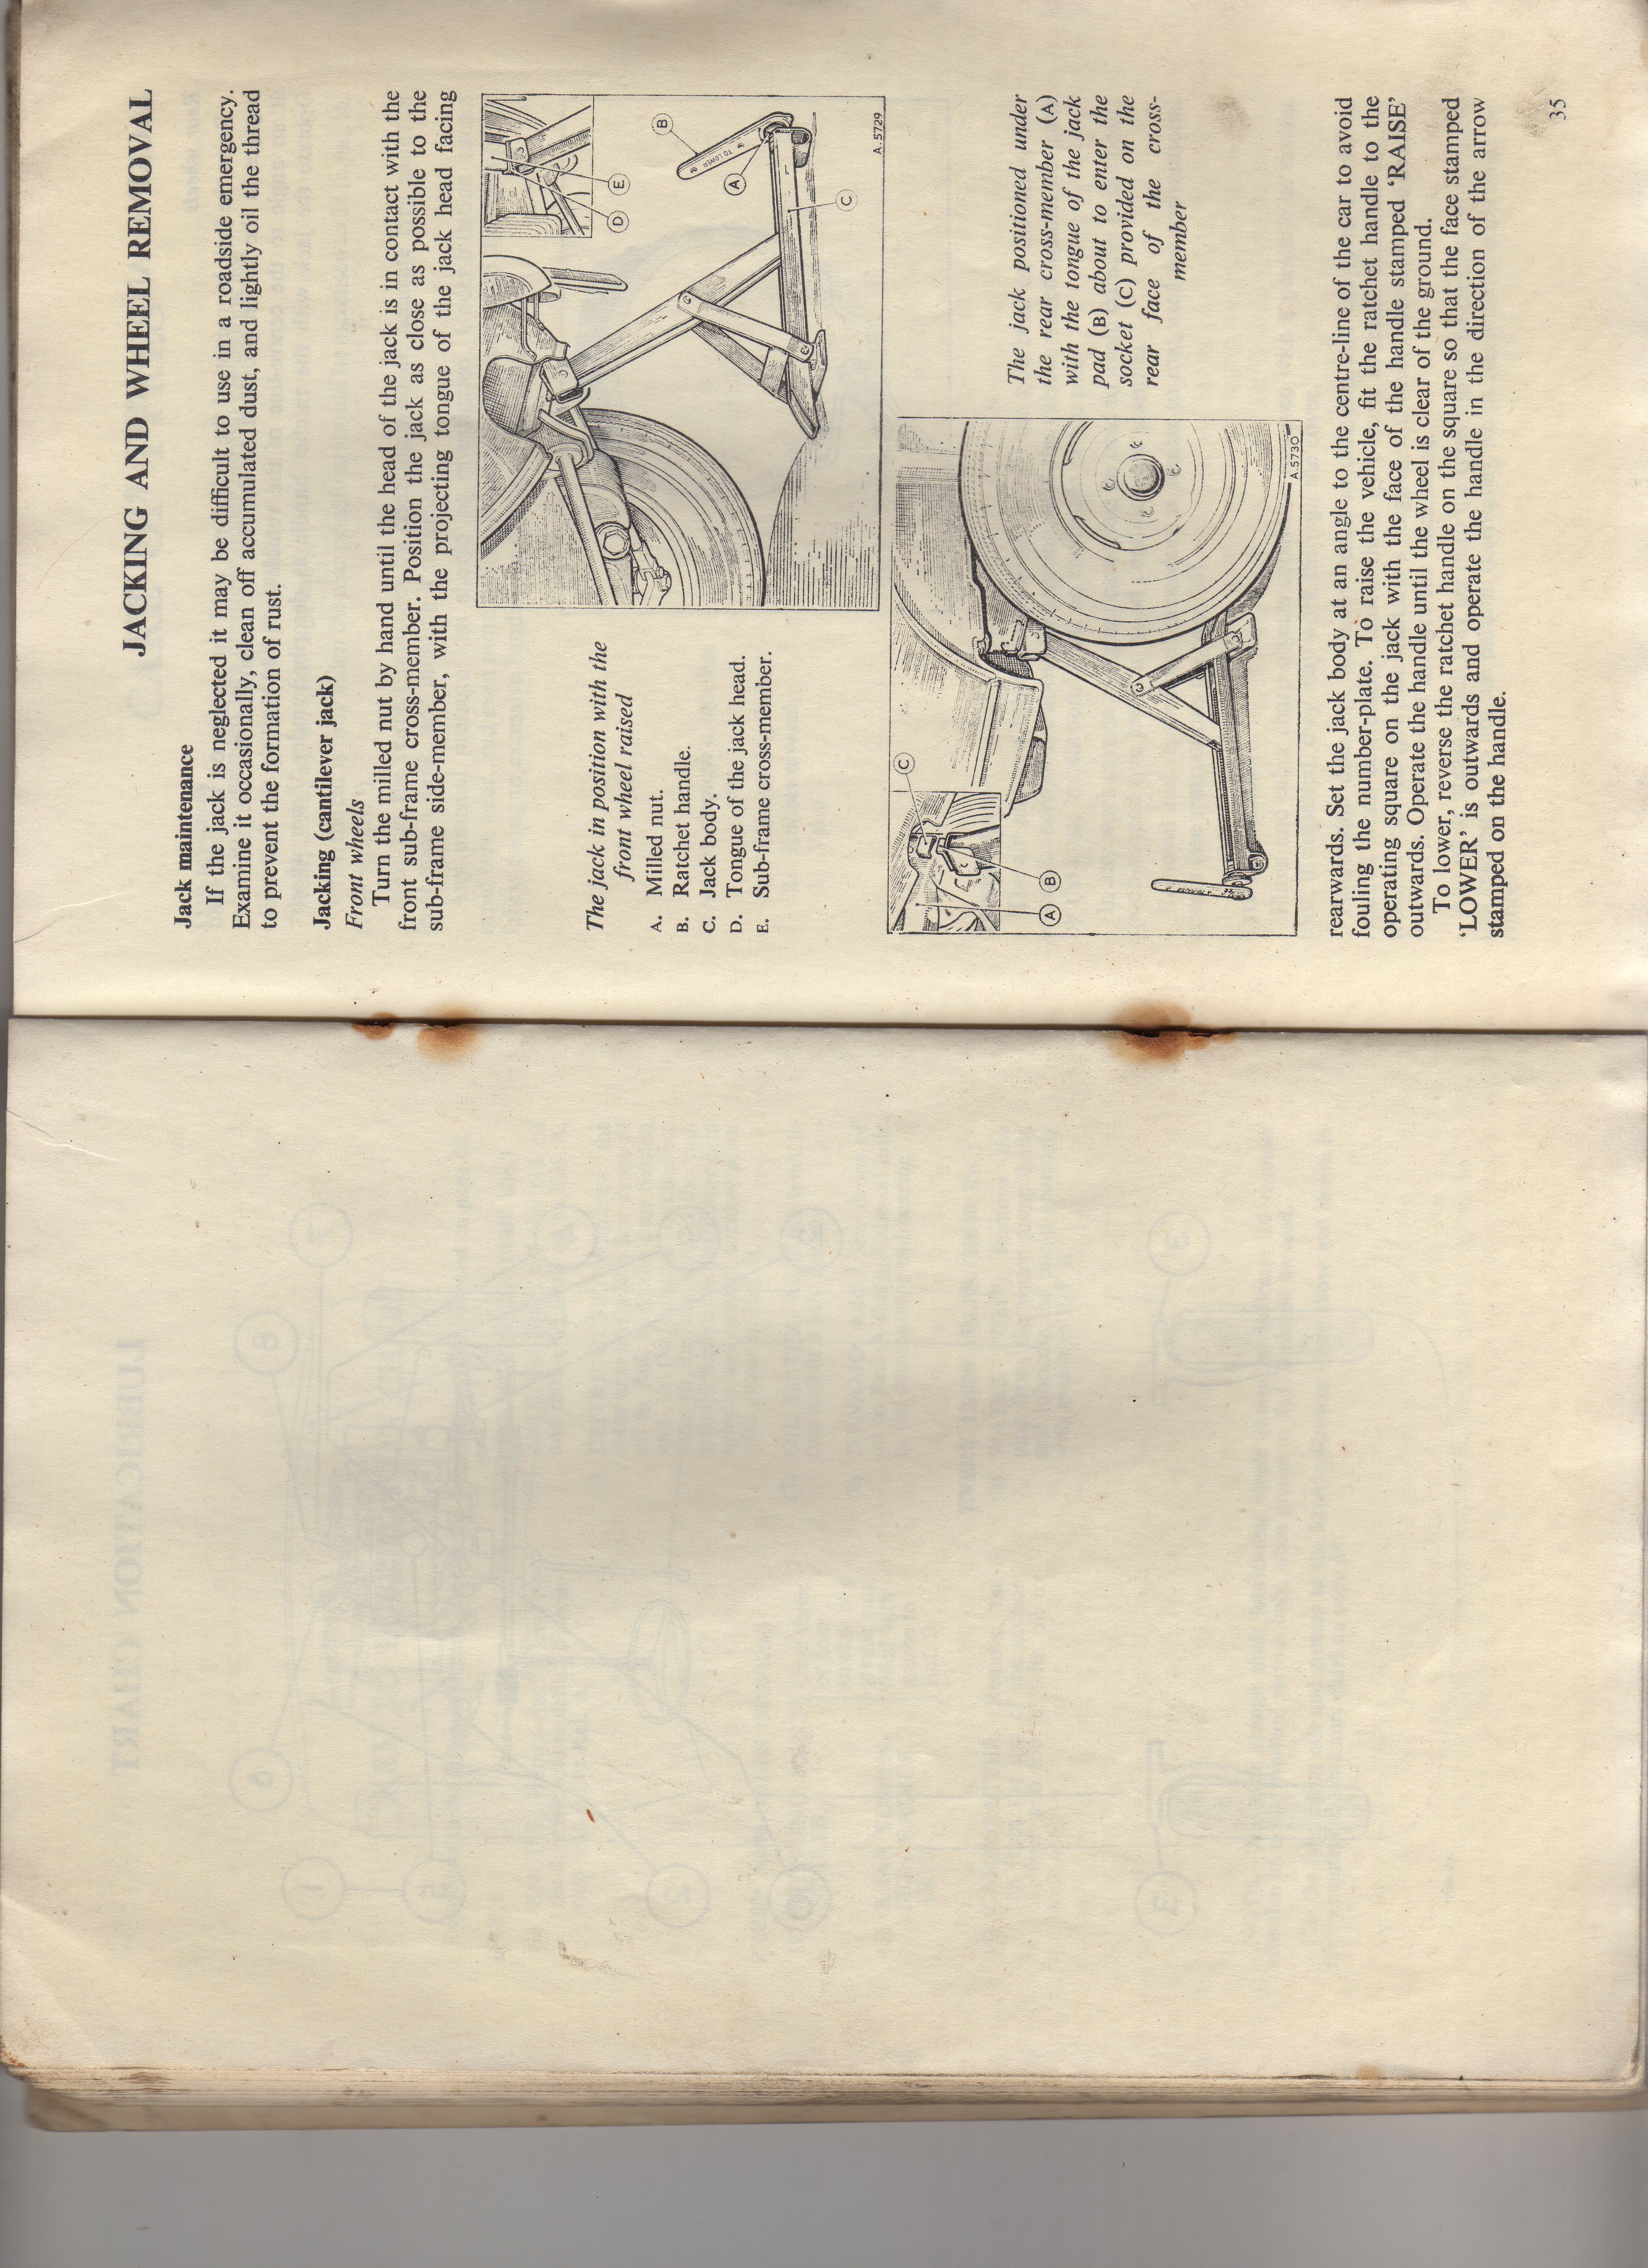 JACKING AND WHEEL REMOVAL
Jack maintenance
If the jack is neglected it may be difficult to use in a roadside emergency.
Examine it occasionally, clean off accumulated dust, and lightly oil the thread
to prevent the formation of rust.
Jacking (cantilever jack)
Front wheels
Turn the milled nut by hand until the head of the jack is in contact with the
front sub-frame cross-member. Position the jack as close as possible to the
sub-frame side-member, with the projecting tongue of the jack head facing
The jack in position with the
front wheel raised
A. Milled nut.
B. Ratchet handle.
C. Jack body.
D. Tongue of the jack head.
E. Sub-frame cross-member.
E
D
B
TO LOWER
A
C
A.5729
C
B
A
A.5730
The jack positioned under
the rear cross-member (A)
with the tongue of the jack
pad (B) about to enter the
socket (C) provided on the
rear face of the cross-
member
rearwards. Set the jack body at an angle to the centre-line of the car to avoid
fouling the number-plate. To raise the vehicle, fit the ratchet handle to the
operating square on the jack with the face of the handle stamped ‘RAISE’
outwards. Operate the handle until the wheel is clear of the ground.
To lower, reverse the ratchet handle on the square so that the face stamped
‘LOWER’ is outwards and operate the handle in the direction of the arrow
stamped on the handle.
35
LUBRICATION CHART